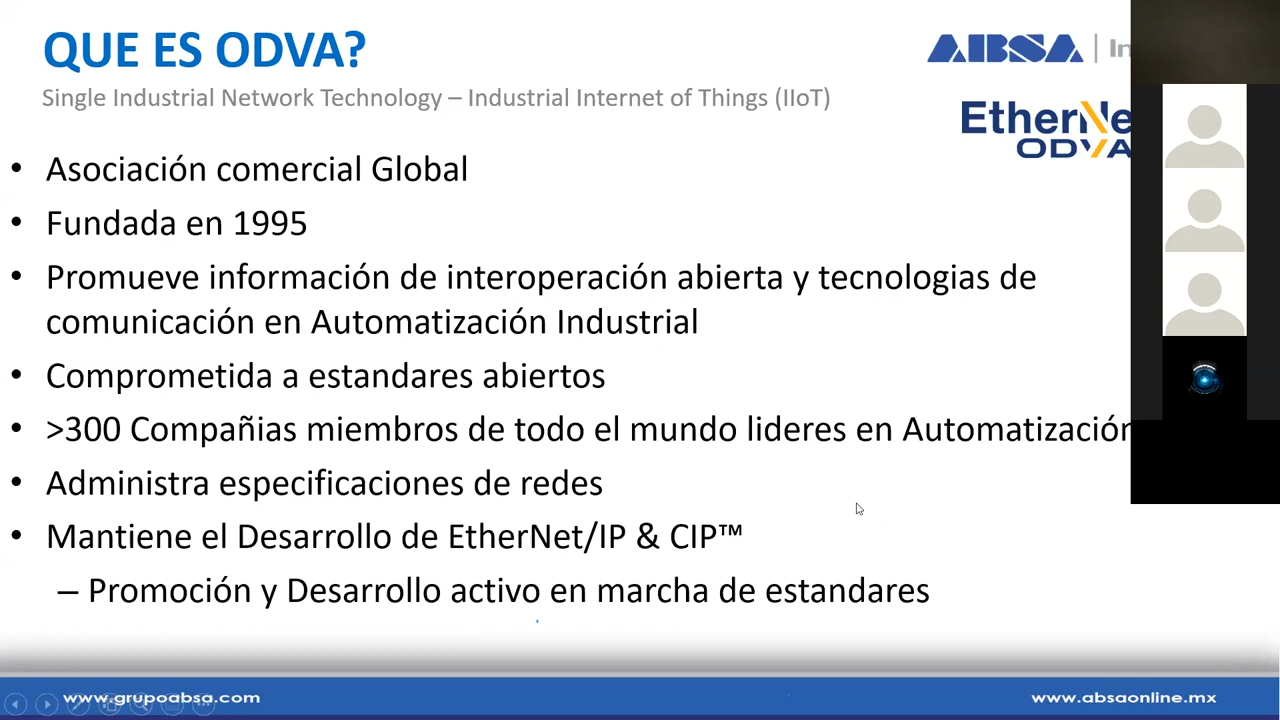 QUE ES ODVA?
ABSA |
Single Industrial Network Technology – Industrial Internet of Things (IIoT)
• Asociación comercial Global
• Fundada en 1995
• Promueve información de interoperación abierta y tecnologias de
comunicación en Automatización Industrial
• Comprometida a estandares abiertos
• >300 Compañias miembros de todo el mundo lideres en Automatización
• Administra especificaciones de redes
• Mantiene el Desarrollo de EtherNet/IP & CIP™
– Promoción y Desarrollo activo en marcha de estandares
ODVA
www.grupoabsa.com
www.absaonline.mx